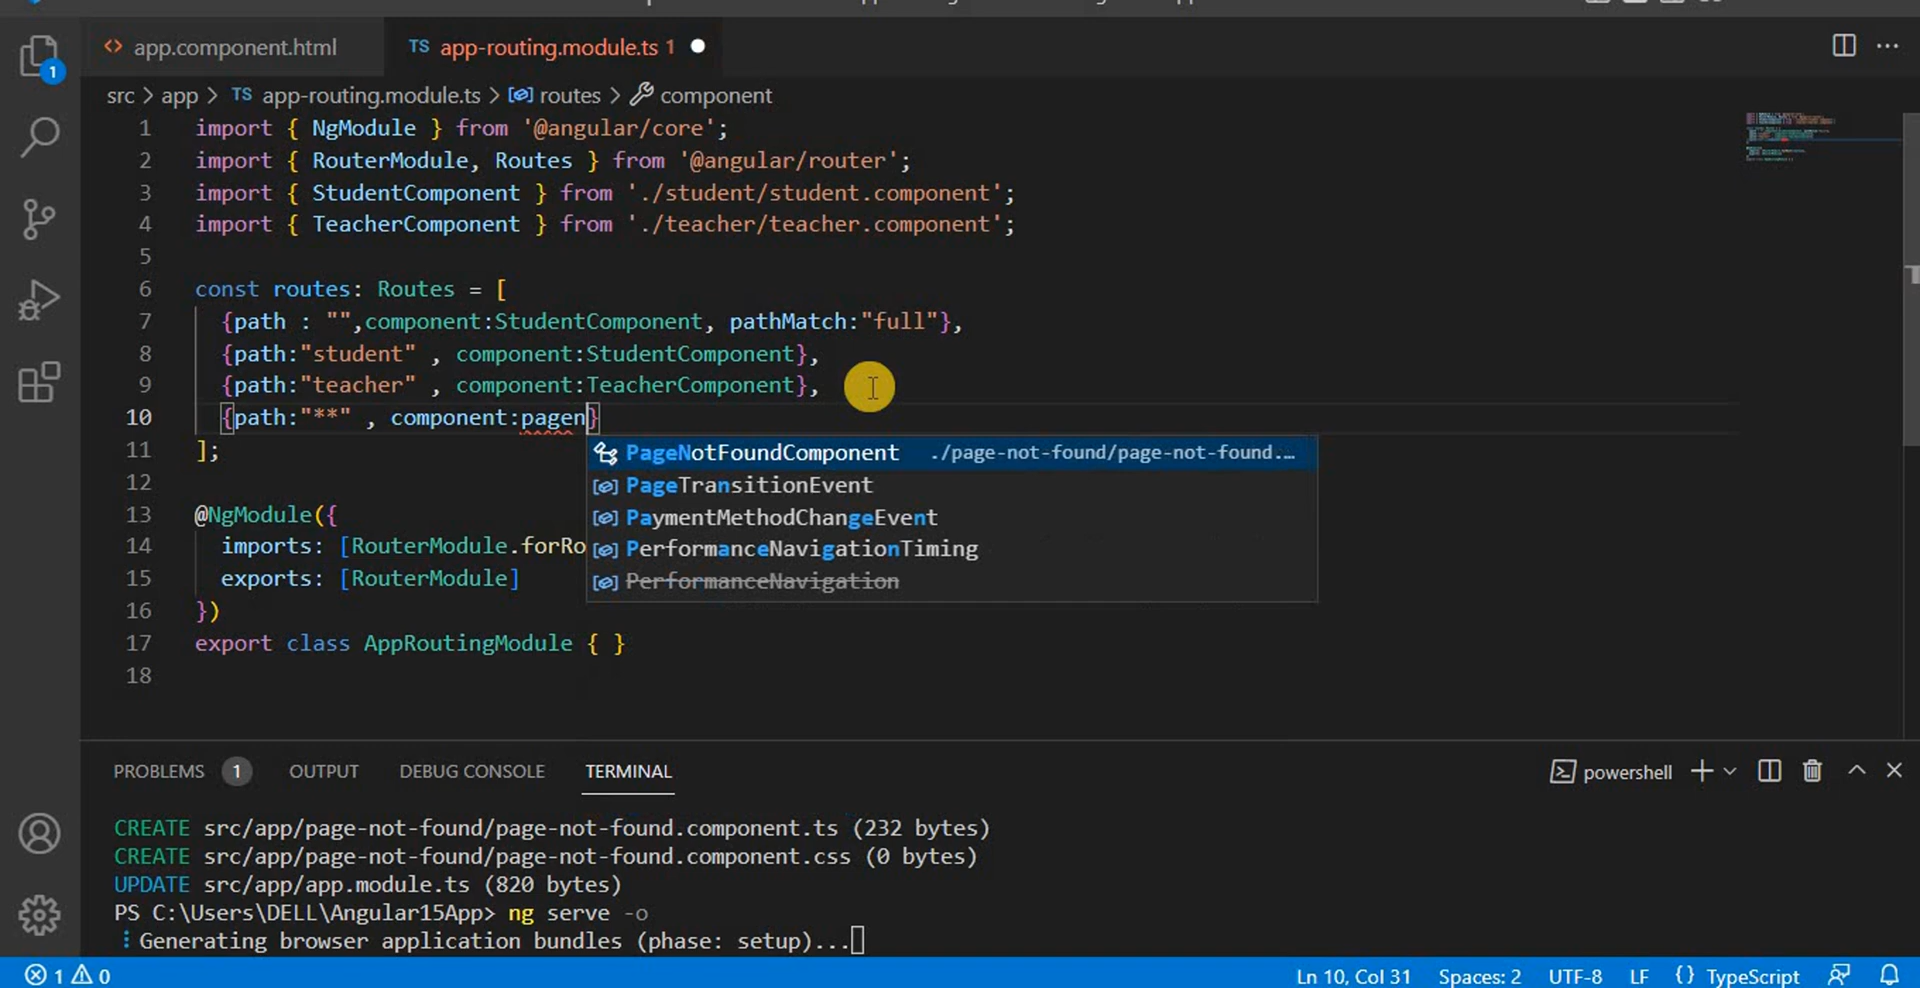 app.component.html
TS app-routing.module.ts 1
1
src > app > TS app-routing.module.ts > routes > component
1 import { NgModule } from '@angular/core';
2 import { RouterModule, Routes } from '@angular/router';
3 import { StudentComponent } from './student/student.component';
4 import { TeacherComponent } from './teacher/teacher.component';
5
6 const routes: Routes = [
7 {path : "",component:StudentComponent, pathMatch:"full"},
8 {path:"student" , component:StudentComponent},
9 {path:"teacher" , component:TeacherComponent},
10 {path:"**" , component:pagen}
11 ];
PageNotFoundComponent ./page-not-found/page-not-found.…
12
PageTransitionEvent
13 @NgModule({
PaymentMethodChangeEvent
14 imports: [RouterModule.forRo
PerformanceNavigationTiming
15 exports: [RouterModule]
PerformanceNavigation
16 })
17 export class AppRoutingModule { }
18
PROBLEMS 1 OUTPUT DEBUG CONSOLE TERMINAL powershell
CREATE src/app/page-not-found/page-not-found.component.ts (232 bytes)
CREATE src/app/page-not-found/page-not-found.component.css (0 bytes)
UPDATE src/app/app.module.ts (820 bytes)
PS C:\Users\DELL\Angular15App> ng serve -o
Generating browser application bundles (phase: setup)...
1 0 Ln 10, Col 31 Spaces: 2 UTF-8 LF {} TypeScript